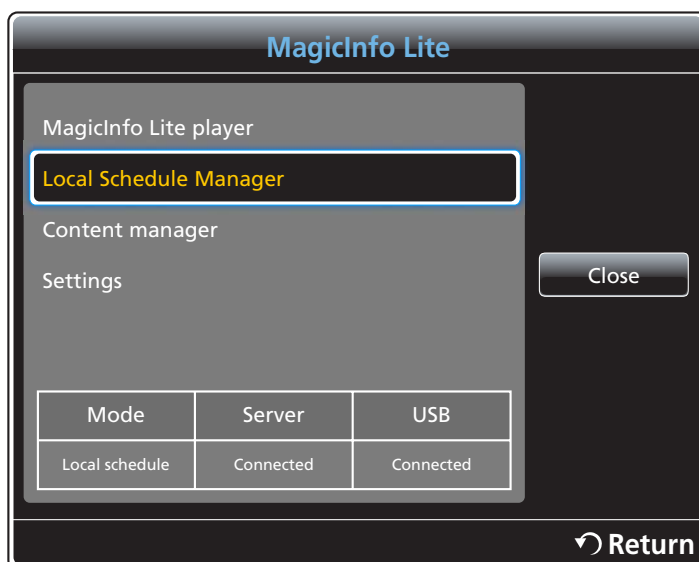 MagicInfo Lite
MagicInfo Lite player
Local Schedule Manager
Content manager
Settings
Close
Mode Server USB
Local schedule Connected Connected
Return